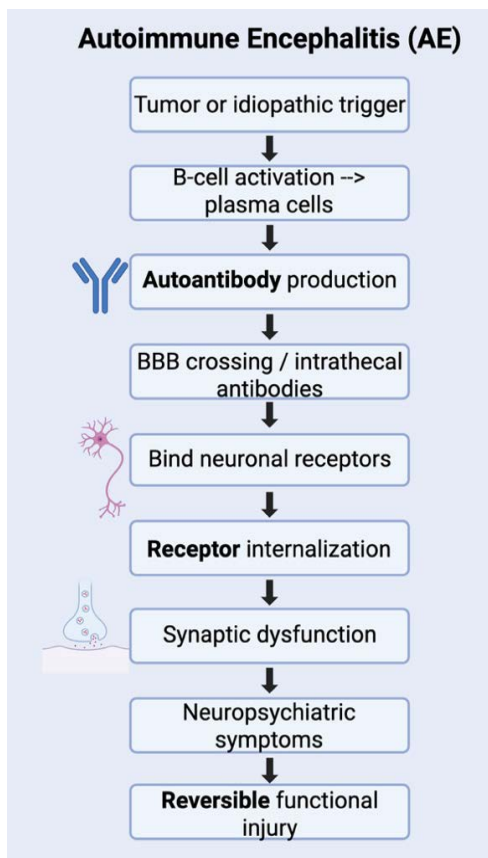 Autoimmune Encephalitis (AE)
Tumor or idiopathic trigger
B-cell activation -->
plasma cells
Autoantibody production
BBB crossing / intrathecal
antibodies
Bind neuronal receptors
Receptor internalization
Synaptic dysfunction
Neuropsychiatric
symptoms
Reversible functional
injury